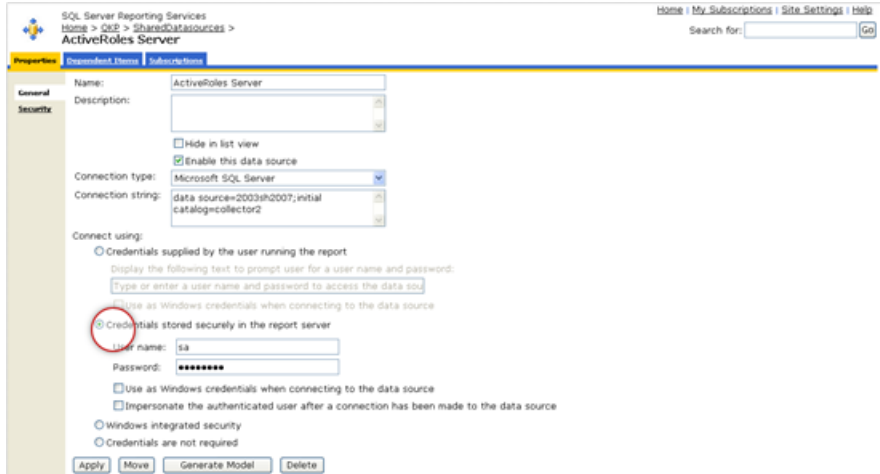 SQL Server Reporting Services
Home > QKP > SharedDatasources >
ActiveRoles Server
Home | My Subscriptions | Site Settings | Help
Search for:
Go
Properties
Dependent Items
Subscriptions
General
Security
Name:
ActiveRoles Server
Description:
Hide in list view
Enable this data source
Connection type:
Microsoft SQL Server
Connection string:
data source=2003sh2007;initial
catalog=collector2
Connect using:
Credentials supplied by the user running the report
Display the following text to prompt user for a user name and password:
Type or enter a user name and password to access the data sou
Use as Windows credentials when connecting to the data source
Credentials stored securely in the report server
User name:
sa
Password:
••••••••
Use as Windows credentials when connecting to the data source
Impersonate the authenticated user after a connection has been made to the data source
Windows integrated security
Credentials are not required
Apply
Move
Generate Model
Delete